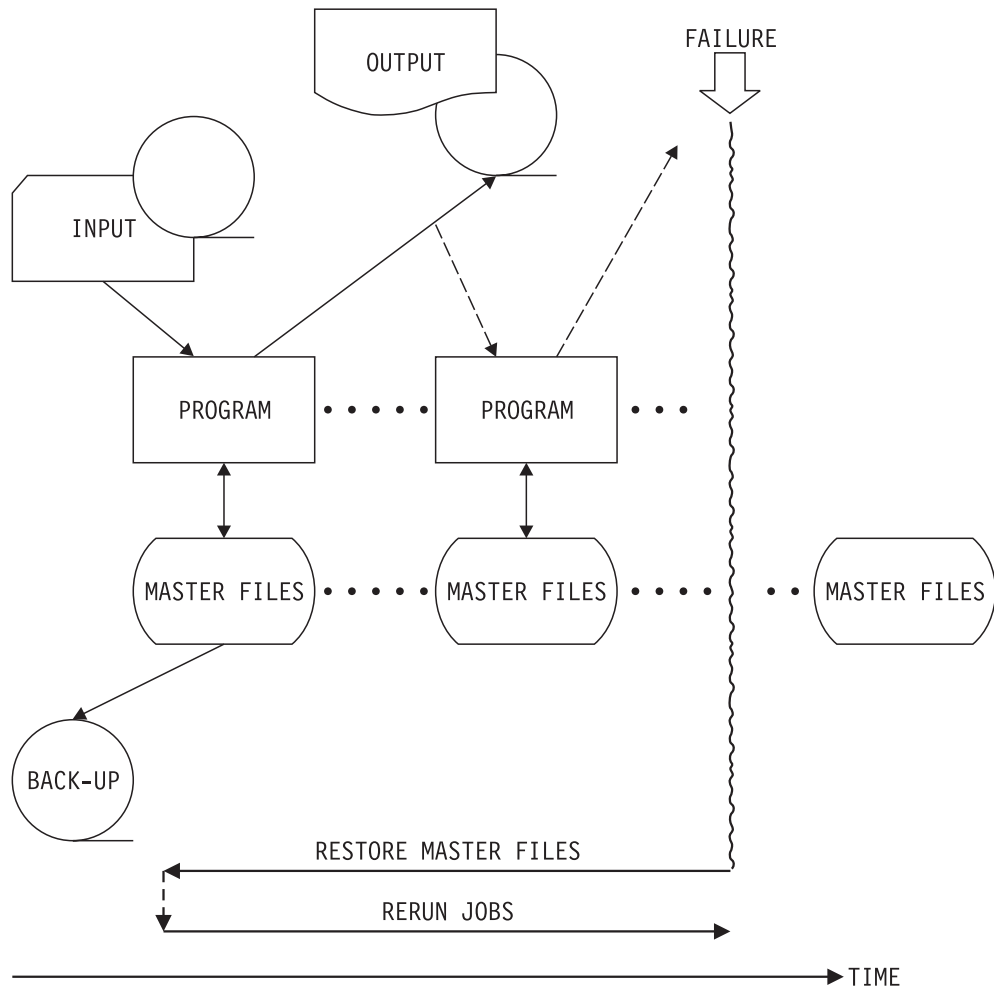 FAILURE
OUTPUT
INPUT
PROGRAM
PROGRAM
MASTER FILES
MASTER FILES
MASTER FILES
BACK-UP
RESTORE MASTER FILES
RERUN JOBS
TIME